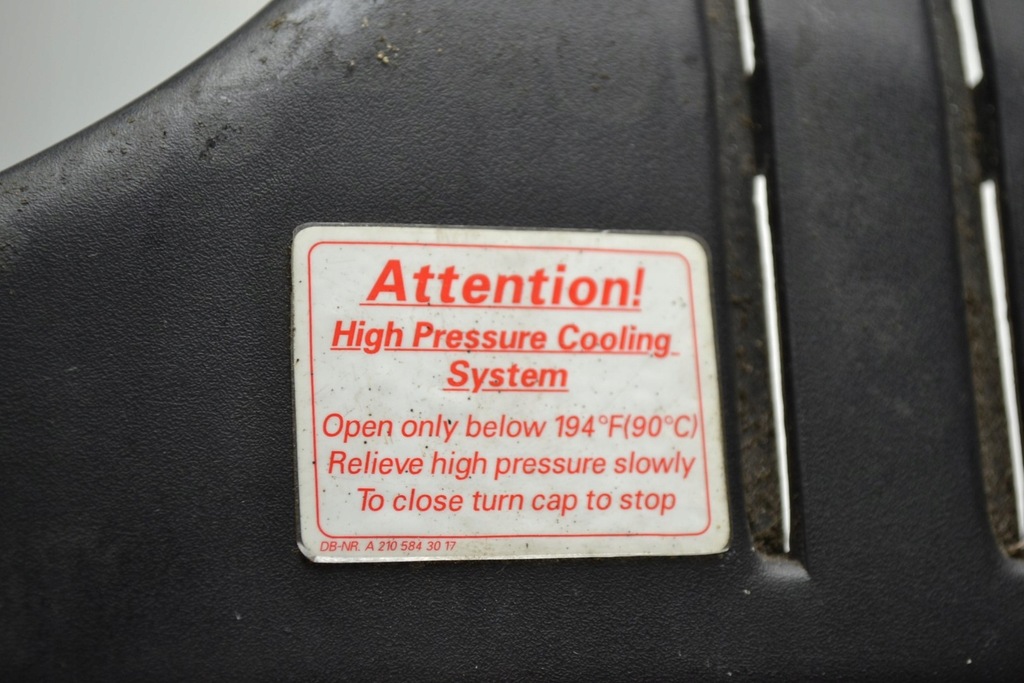 Attention!
High Pressure Cooling
System
Open only below 194°F(90°C)
Relieve high pressure slowly
To close turn cap to stop
DB-NR. A 210 584 30 17